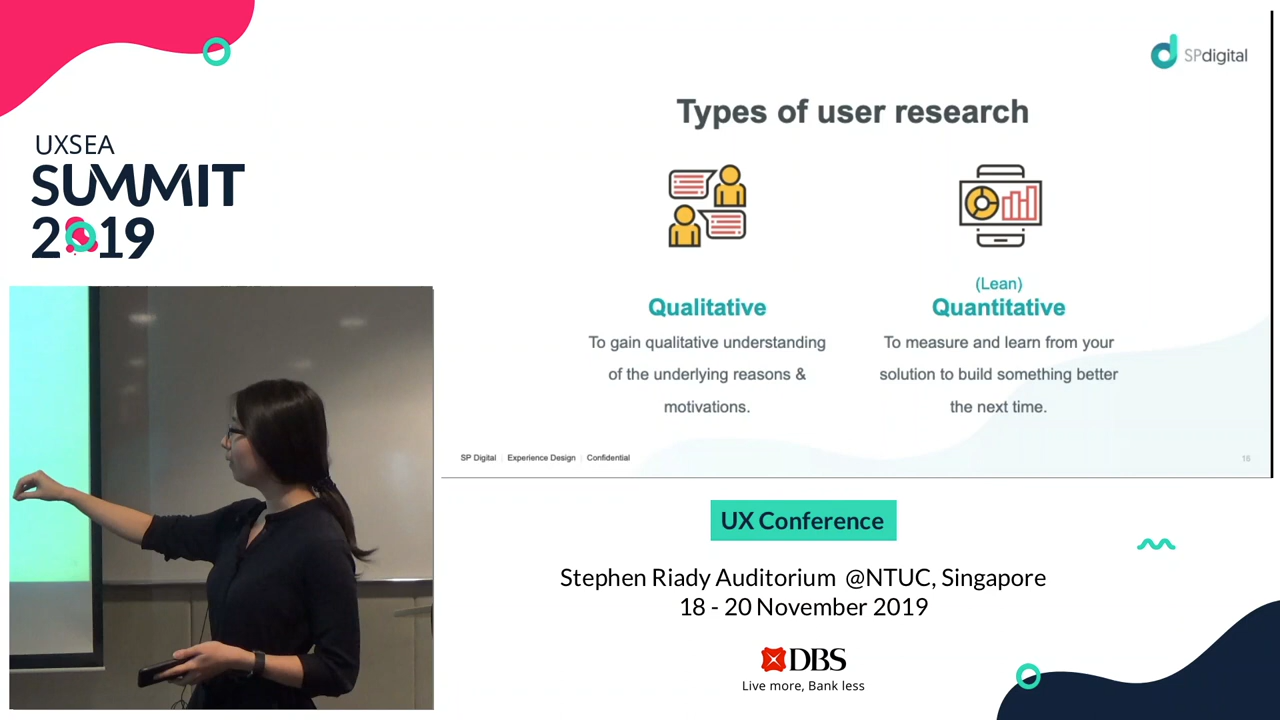 UXSEA
SUMMIT
2019
SPdigital
Types of user research
Qualitative
To gain qualitative understanding
of the underlying reasons &
motivations.
(Lean)
Quantitative
To measure and learn from your
solution to build something better
the next time.
SP Digital | Experience Design | Confidential
16
UX Conference
Stephen Riady Auditorium @NTUC, Singapore
18 - 20 November 2019
DBS
Live more, Bank less